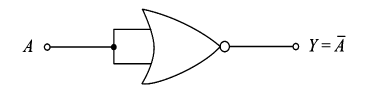 A
Y = Ā